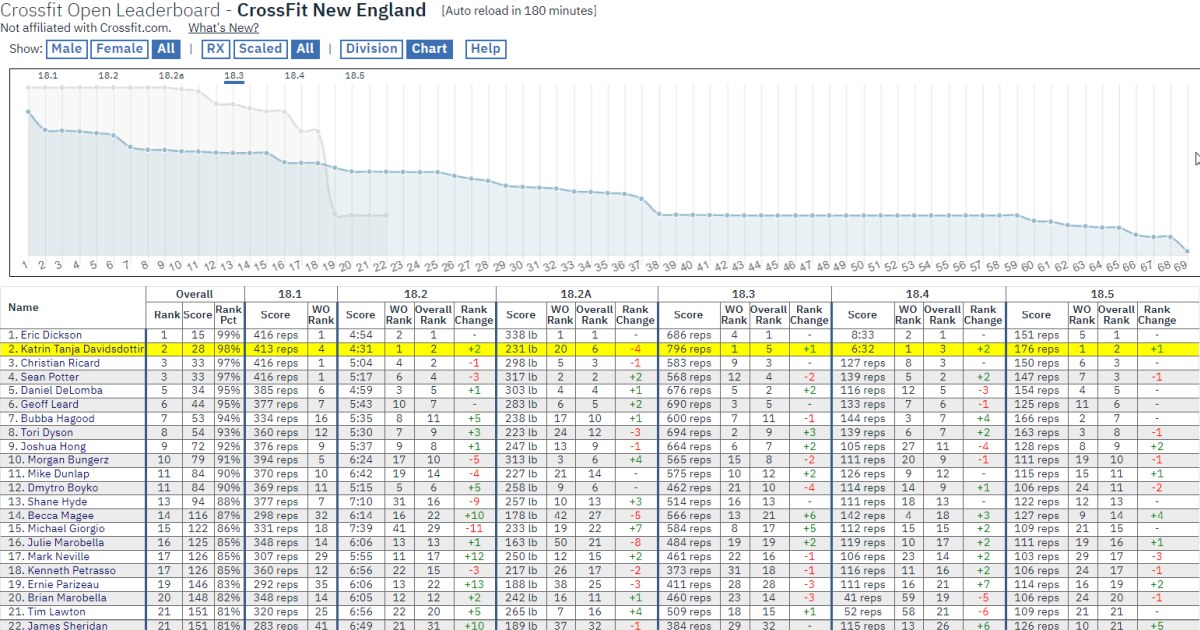 Crossfit Open Leaderboard - CrossFit New England [Auto reload in 180 minutes]
Not affiliated with Crossfit.com. What's New?
Show: Male Female All | RX Scaled All | Division Chart Help
18.1 18.2 18.2a 18.3 18.4 18.5
1 2 3 4 5 6 7 8 9 10 11 12 13 14 15 16 17 18 19 20 21 22 23 24 25 26 27 28 29 30 31 32 33 34 35 36 37 38 39 40 41 42 43 44 45 46 47 48 49 50 51 52 53 54 55 56 57 58 59 60 61 62 63 64 65 66 67 68 69
Name Overall 18.1 18.2 18.2A 18.3 18.4 18.5
Rank Score Rank Pct Score WO Rank Score WO Rank Overall Rank Rank Change Score WO Rank Overall Rank Rank Change Score WO Rank Overall Rank Rank Change Score WO Rank Overall Rank Rank Change Score WO Rank Overall Rank Rank Change
1. Eric Dickson 1 15 99% 416 reps 1 4:54 2 1 - 338 lb 1 1 - 686 reps 4 1 - 8:33 2 1 - 151 reps 5 1 -
2. Katrin Tanja Davidsdottir 2 28 98% 413 reps 4 4:31 1 2 +2 231 lb 20 6 -4 796 reps 1 5 +1 6:32 1 3 +2 176 reps 1 2 +1
3. Christian Ricard 3 33 97% 416 reps 1 5:04 4 2 -1 298 lb 5 3 -1 583 reps 9 3 - 127 reps 8 3 - 150 reps 6 3 -
4. Sean Potter 3 33 97% 416 reps 1 5:17 6 4 -3 317 lb 2 2 +2 568 reps 12 4 -2 139 reps 5 2 +2 147 reps 7 3 -1
5. Daniel DeLomba 5 34 95% 385 reps 6 4:59 3 5 +1 303 lb 4 4 +1 676 reps 5 2 +2 116 reps 12 5 -3 154 reps 4 5 -
6. Geoff Leard 6 44 95% 377 reps 7 5:43 10 7 - 283 lb 6 5 +2 690 reps 3 5 - 133 reps 7 6 -1 125 reps 11 6 -
7. Bubba Hagood 7 53 94% 334 reps 16 5:35 8 11 +5 238 lb 17 10 +1 600 reps 7 11 -1 144 reps 3 7 +4 166 reps 2 7 -
8. Tori Dyson 8 54 93% 360 reps 12 5:30 7 9 +3 223 lb 24 12 -3 694 reps 2 9 +3 139 reps 6 7 +2 163 reps 3 8 -1
9. Joshua Hong 9 72 92% 376 reps 9 5:37 9 8 +1 247 lb 13 9 -1 664 reps 6 7 +2 105 reps 27 11 -4 128 reps 8 9 +2
10. Morgan Bungerz 10 79 91% 394 reps 5 6:24 17 10 -5 313 lb 3 6 +4 565 reps 15 8 -2 111 reps 20 9 -1 111 reps 19 10 -1
11. Mike Dunlap 11 84 90% 370 reps 10 6:42 19 14 -4 227 lb 21 14 - 575 reps 10 12 +2 126 reps 9 12 - 115 reps 15 11 +1
12. Dmytro Boyko 11 84 90% 369 reps 11 5:15 5 6 +5 258 lb 9 6 - 462 reps 21 10 -4 114 reps 14 9 +1 106 reps 24 11 -2
13. Shane Hyde 13 94 88% 377 reps 7 7:10 31 16 -9 257 lb 10 13 +3 514 reps 16 13 - 111 reps 18 13 - 122 reps 12 13 -
14. Becca Magee 14 116 87% 298 reps 32 6:14 16 22 +10 178 lb 42 27 -5 566 reps 13 21 +6 142 reps 4 18 +3 127 reps 9 14 +4
15. Michael Giorgio 15 122 86% 331 reps 18 7:39 41 29 -11 233 lb 19 22 +7 584 reps 8 17 +5 112 reps 15 15 +2 109 reps 21 15 -
16. Julie Marobella 16 125 85% 348 reps 14 6:06 13 13 +1 163 lb 50 21 -8 484 reps 19 19 +2 119 reps 10 17 +2 111 reps 19 16 +1
17. Mark Neville 17 126 85% 307 reps 29 5:55 11 17 +12 250 lb 12 15 +2 461 reps 22 16 -1 106 reps 23 14 +2 103 reps 29 17 -3
18. Kenneth Petrasso 17 126 85% 360 reps 12 6:56 22 15 -3 217 lb 26 17 -2 373 reps 31 18 -1 116 reps 11 16 +2 106 reps 24 17 -1
19. Ernie Parizeau 19 146 83% 292 reps 35 6:06 13 22 +13 188 lb 38 25 -3 411 reps 28 28 -3 111 reps 16 21 +7 114 reps 16 19 +2
20. Brian Marobella 20 148 82% 348 reps 14 6:05 12 12 +2 242 lb 16 11 +1 460 reps 23 14 -3 41 reps 59 19 -5 106 reps 24 20 -1
21. Tim Lawton 21 151 81% 320 reps 25 6:56 22 20 +5 265 lb 7 16 +4 509 reps 18 15 +1 52 reps 58 21 -6 109 reps 21 21 -
22. James Sheridan 21 151 81% 283 reps 41 6:49 21 31 +10 189 lb 37 32 -1 384 reps 29 32 - 115 reps 13 26 +6 126 reps 10 21 +5